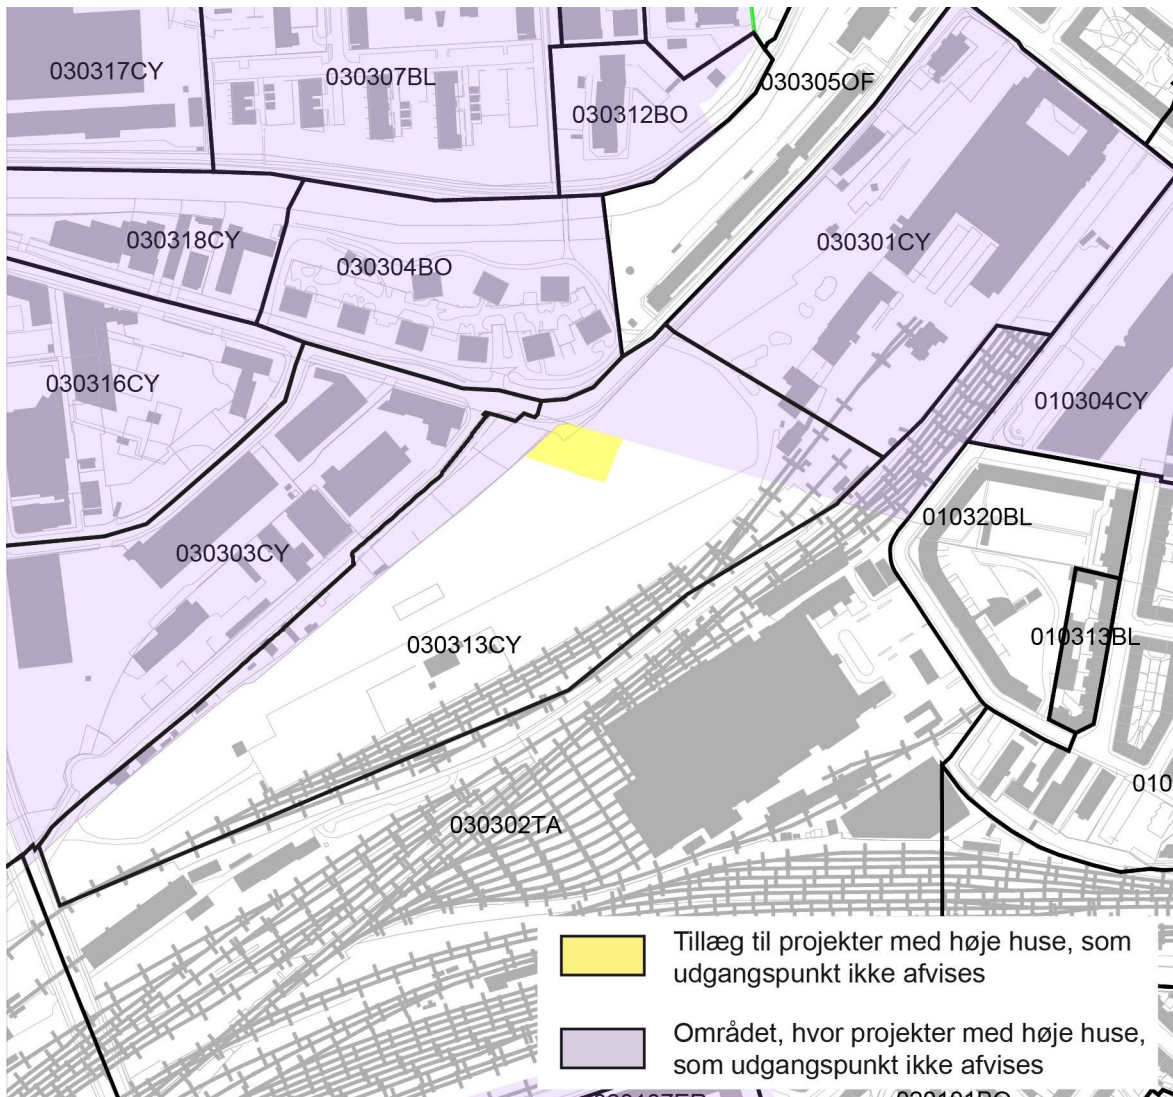 030317CY
030307BL
030305OF
030312BO
030318CY
030301CY
030304BO
030316CY
010304CY
010320BL
030303CY
010313BL
030313CY
010
030302TA
Tillæg til projekter med høje huse, som
udgangspunkt ikke afvises
Området, hvor projekter med høje huse,
som udgangspunkt ikke afvises